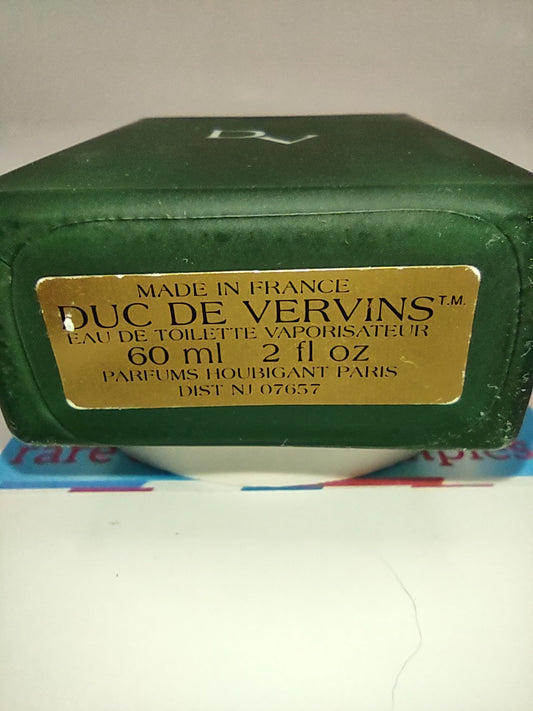 DV
MADE IN FRANCE
DUC DE VERVINS T.M.
EAU DE TOILETTE VAPORISATEUR
60 ml 2 fl oz
PARFUMS HOUBIGANT PARIS
DIST NJ 07657
rare